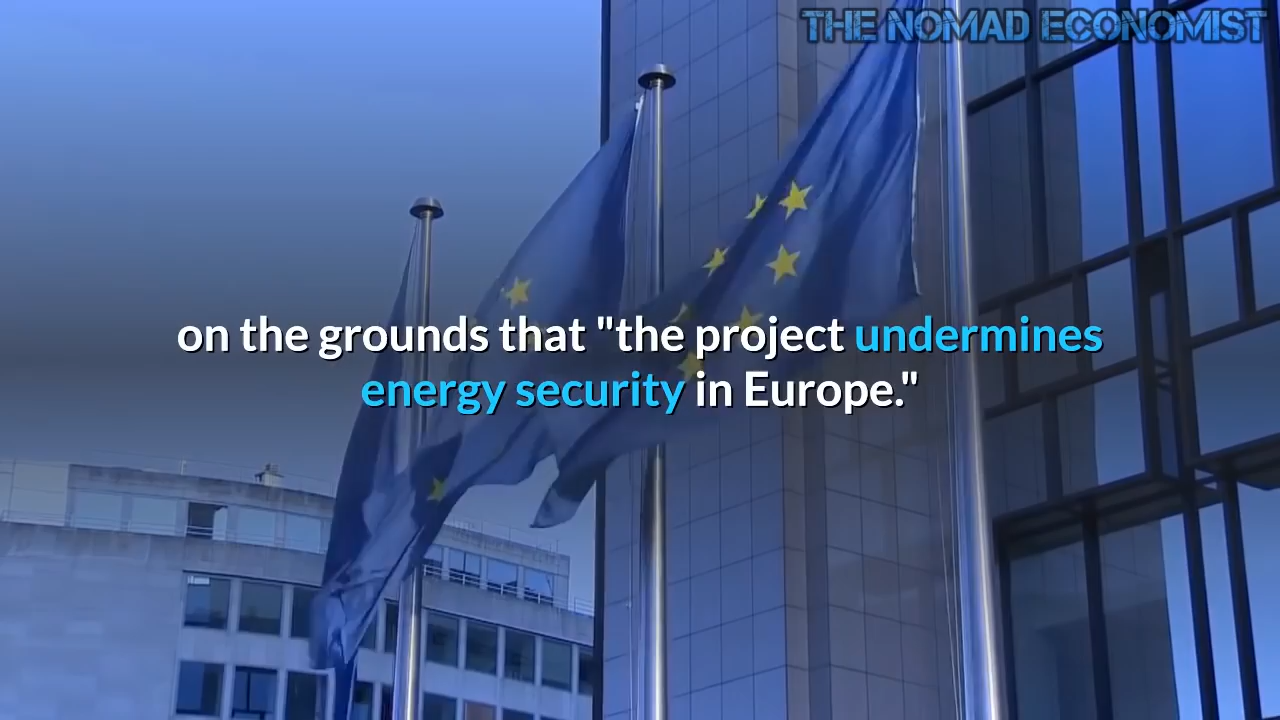 THE NOMAD ECONOMIST
on the grounds that "the project undermines
energy security in Europe."